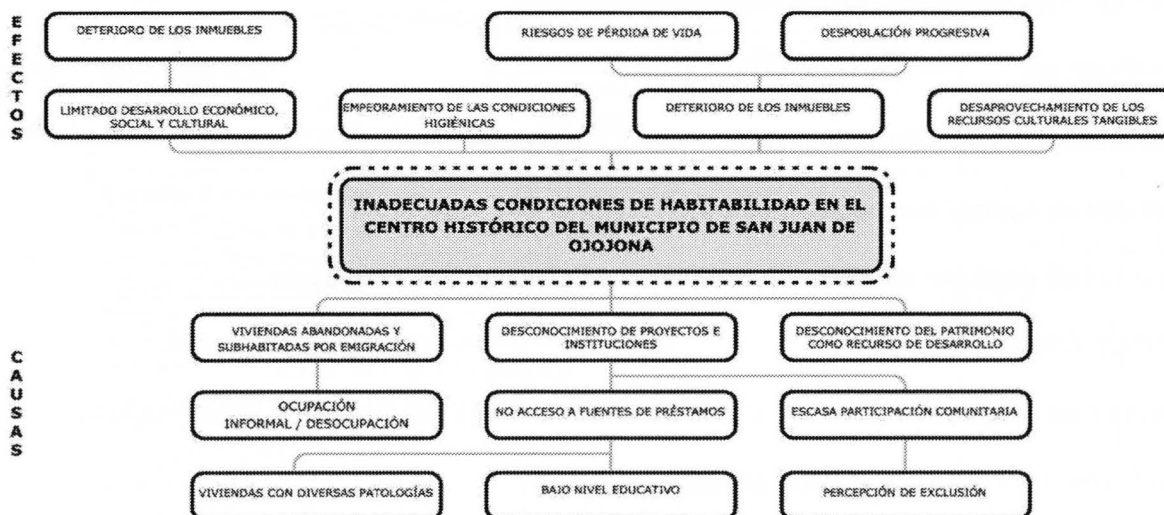 EFECTOS
DETERIORO DE LOS INMUEBLES
RIESGOS DE PÉRDIDA DE VIDA
DESPOBLACIÓN PROGRESIVA
LIMITADO DESARROLLO ECONÓMICO,
SOCIAL Y CULTURAL
EMPEORAMIENTO DE LAS CONDICIONES
HIGIÉNICAS
DETERIORO DE LOS INMUEBLES
DESAPROVECHAMIENTO DE LOS
RECURSOS CULTURALES TANGIBLES
INADECUADAS CONDICIONES DE HABITABILIDAD EN EL
CENTRO HISTÓRICO DEL MUNICIPIO DE SAN JUAN DE
OJOJONA
CAUSAS
VIVIENDAS ABANDONADAS Y
SUBHABITADAS POR EMIGRACIÓN
DESCONOCIMIENTO DE PROYECTOS E
INSTITUCIONES
DESCONOCIMIENTO DEL PATRIMONIO
COMO RECURSO DE DESARROLLO
OCUPACIÓN
INFORMAL / DESOCUPACIÓN
NO ACCESO A FUENTES DE PRÉSTAMOS
ESCASA PARTICIPACIÓN COMUNITARIA
VIVIENDAS CON DIVERSAS PATOLOGÍAS
BAJO NIVEL EDUCATIVO
PERCEPCIÓN DE EXCLUSIÓN